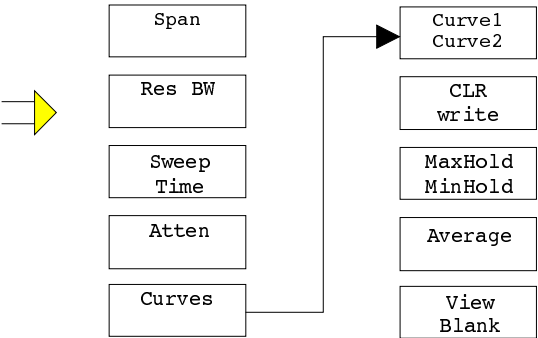 Span
Res BW
Sweep
Time
Atten
Curves
Curve1
Curve2
CLR
write
MaxHold
MinHold
Average
View
Blank